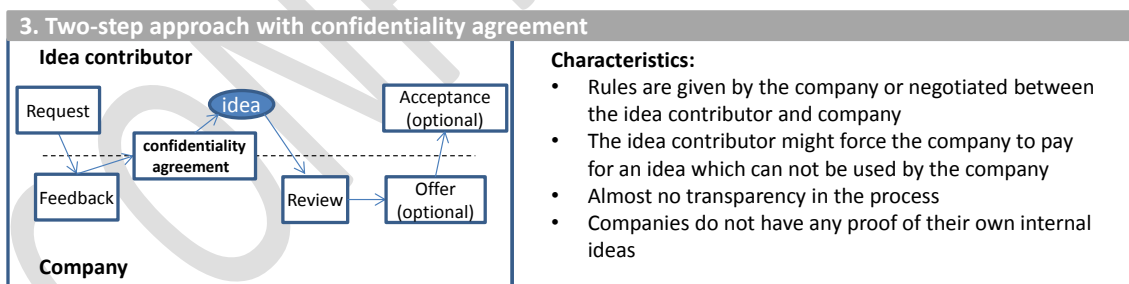 3. Two-step approach with confidentiality agreement
Idea contributor
Request
idea
Acceptance
(optional)
confidentiality
agreement
Feedback
Review
Offer
(optional)
Company
Characteristics:
• Rules are given by the company or negotiated between
the idea contributor and company
• The idea contributor might force the company to pay
for an idea which can not be used by the company
• Almost no transparency in the process
• Companies do not have any proof of their own internal
ideas